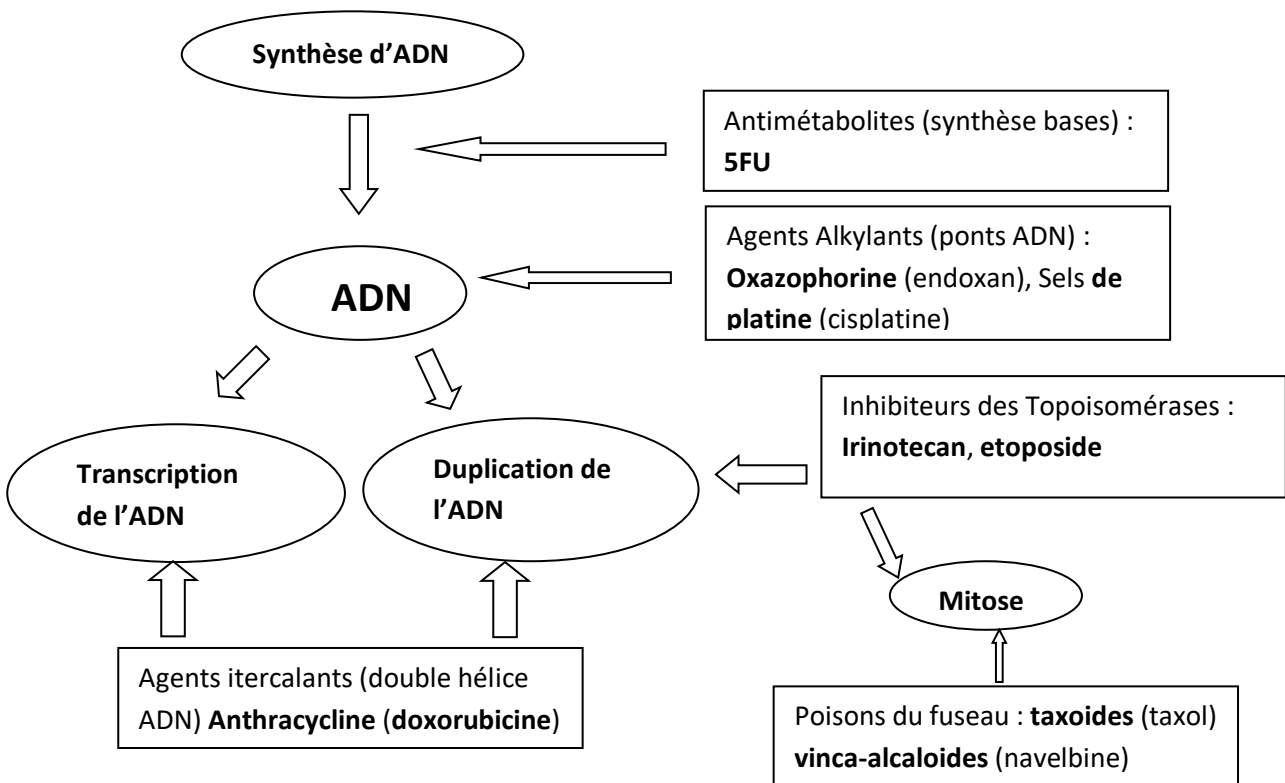 Synthèse d’ADN
Antimétabolites (synthèse bases) :
5FU
Agents Alkylants (ponts ADN) :
Oxazophorine (endoxan), Sels de
platine (cisplatine)
ADN
Inhibiteurs des Topoisomérases :
Irinotecan, etoposide
Transcription
de l’ADN
Duplication de
l’ADN
Mitose
Agents itercalants (double hélice
ADN) Anthracycline (doxorubicine)
Poisons du fuseau : taxoides (taxol)
vinca-alcaloides (navelbine)